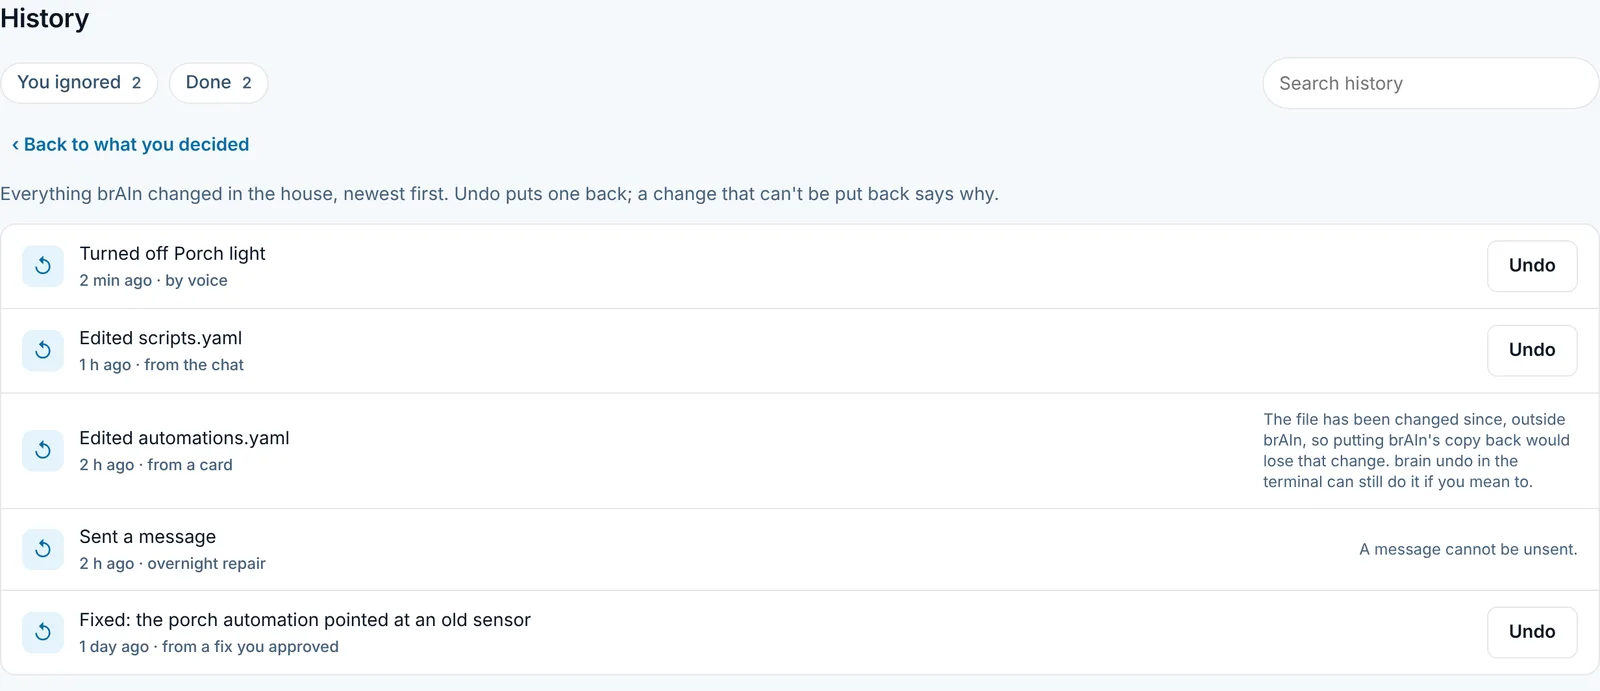 History
You ignored 2
Done 2
Search history
‹ Back to what you decided
Everything brAIn changed in the house, newest first. Undo puts one back; a change that can't be put back says why.
Turned off Porch light
2 min ago · by voice
Undo
Edited scripts.yaml
1 h ago · from the chat
Undo
Edited automations.yaml
2 h ago · from a card
The file has been changed since, outside
brAIn, so putting brAIn's copy back would
lose that change. brain undo in the
terminal can still do it if you mean to.
Sent a message
2 h ago · overnight repair
A message cannot be unsent.
Fixed: the porch automation pointed at an old sensor
1 day ago · from a fix you approved
Undo